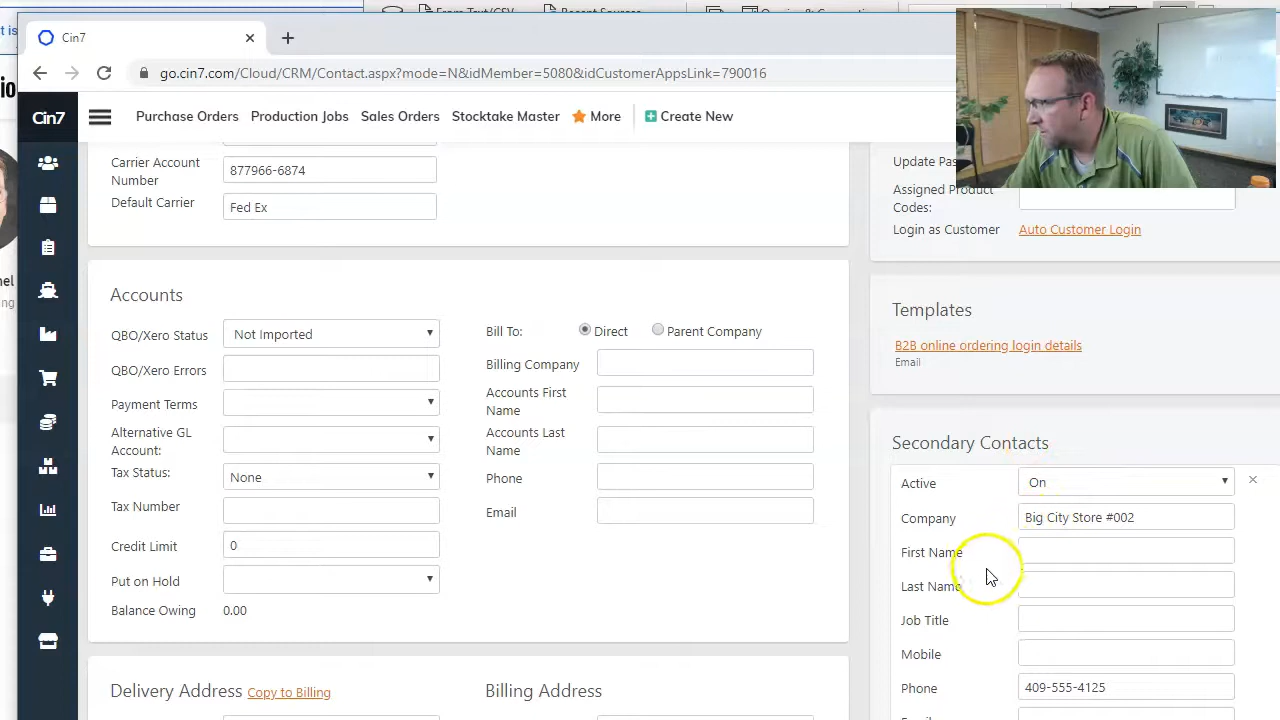 From Text/CSV
Recent Sources
t is
Cin7
go.cin7.com/Cloud/CRM/Contact.aspx?mode=N&idMember=5080&idCustomerAppsLink=790016
Cin7
Purchase Orders
Production Jobs
Sales Orders
Stocktake Master
More
Create New
Carrier Account Number
877966-6874
Default Carrier
Fed Ex
Accounts
QBO/Xero Status
Not Imported
QBO/Xero Errors
Payment Terms
Alternative GL Account:
Tax Status:
None
Tax Number
Credit Limit
0
Put on Hold
Balance Owing
0.00
Bill To:
Direct
Parent Company
Billing Company
Accounts First Name
Accounts Last Name
Phone
Email
Delivery Address Copy to Billing
Billing Address
Update Pas
Assigned Product Codes:
Login as Customer
Auto Customer Login
Templates
B2B online ordering login details
Email
Secondary Contacts
Active
On
Company
Big City Store #002
First Name
Last Name
Job Title
Mobile
Phone
409-555-4125